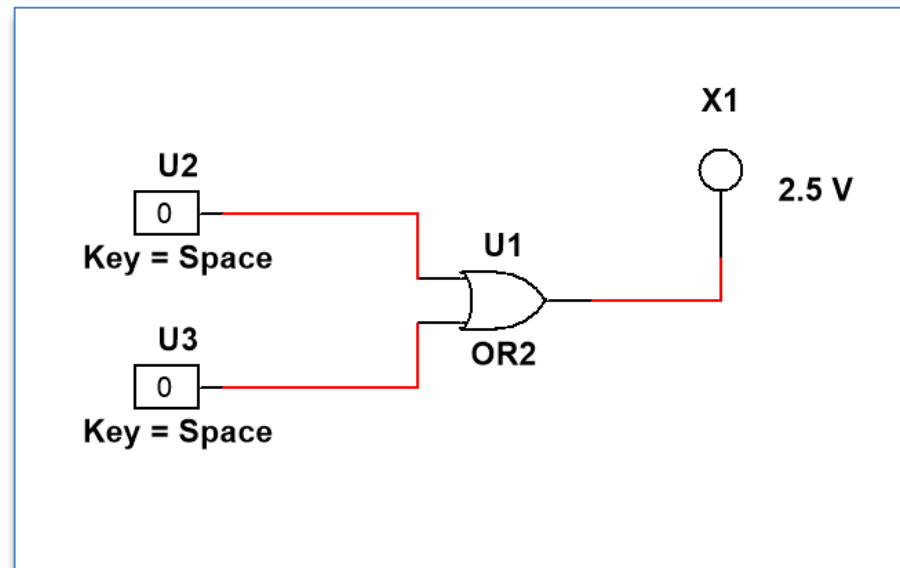 X1
2.5 V
U2
0
Key = Space
U1
OR2
U3
0
Key = Space